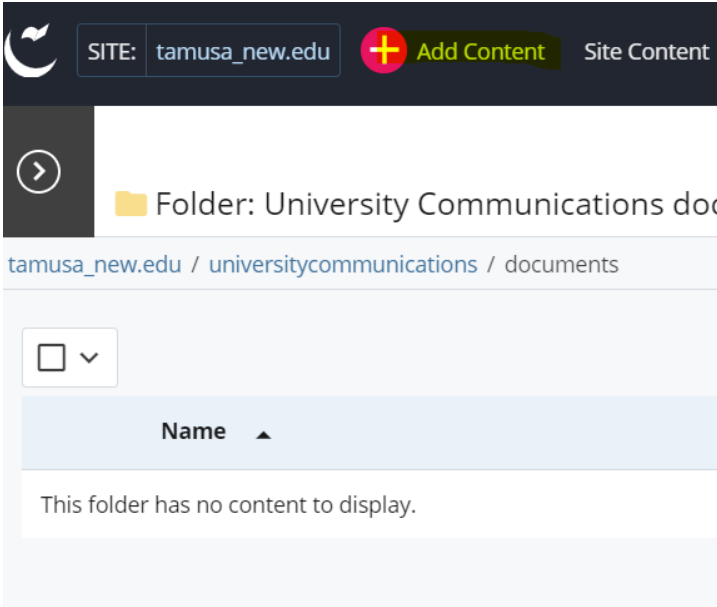 SITE: tamusa_new.edu Add Content Site Content
Folder: University Communications
tamusa_new.edu / universitycommunications / documents
Name
This folder has no content to display.